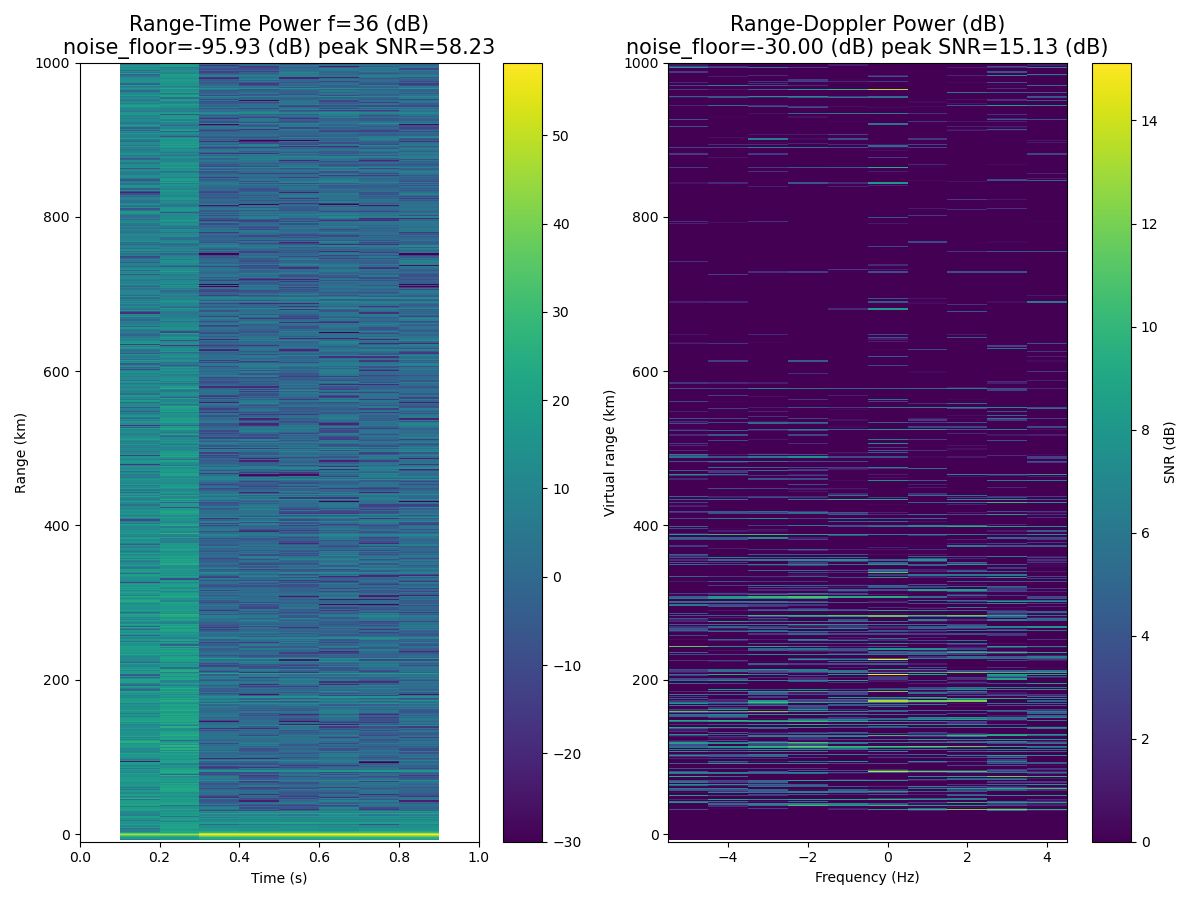 Range-Time Power f=36 (dB)
noise_floor=-95.93 (dB) peak SNR=58.23
Range (km)
1000
800
600
400
200
0
0.0 0.2 0.4 0.6 0.8 1.0
Time (s)
50
40
30
20
10
0
−10
−20
−30
Range-Doppler Power (dB)
noise_floor=-30.00 (dB) peak SNR=15.13 (dB)
Virtual range (km)
1000
800
600
400
200
0
−4 −2 0 2 4
Frequency (Hz)
14
12
10
8
6
4
2
0
SNR (dB)